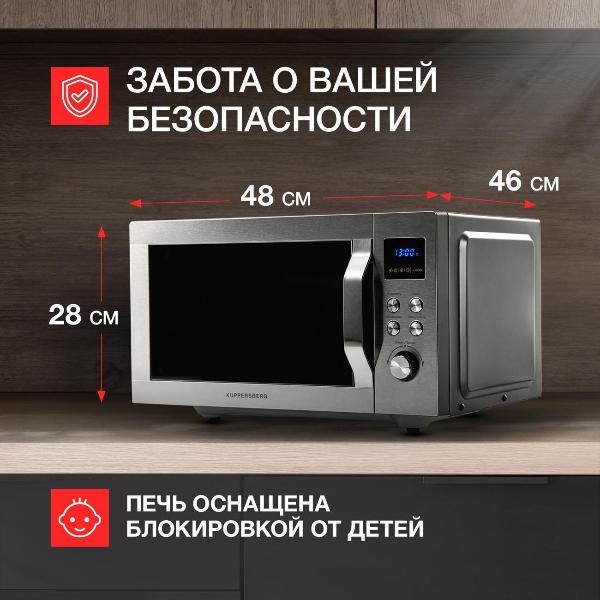 ЗАБОТА О ВАШЕЙ
БЕЗОПАСНОСТИ
48 СМ
46 СМ
28 СМ
13:00
KUPPERSBERG
ПЕЧЬ ОСНАЩЕНА
БЛОКИРОВКОЙ ОТ ДЕТЕЙ